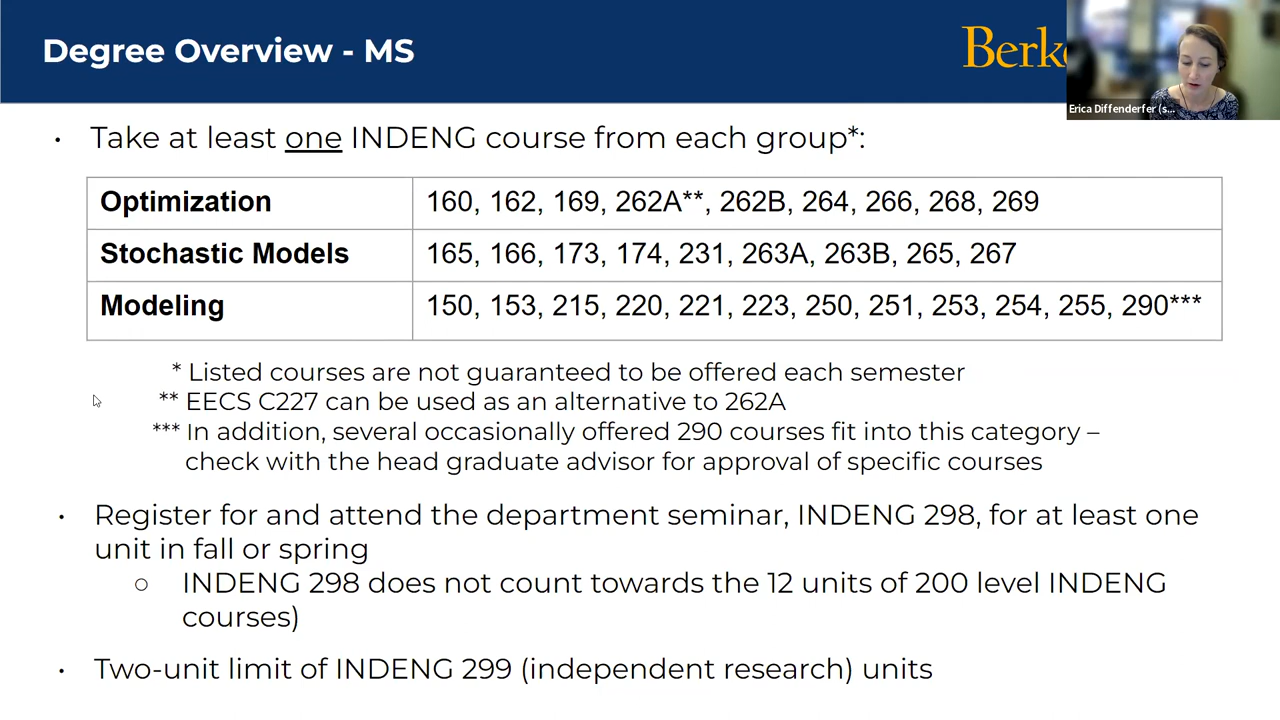 Degree Overview - MS
Berke
Erica Diffenderfer (s...
• Take at least one INDENG course from each group*:
Optimization 160, 162, 169, 262A**, 262B, 264, 266, 268, 269
Stochastic Models 165, 166, 173, 174, 231, 263A, 263B, 265, 267
Modeling 150, 153, 215, 220, 221, 223, 250, 251, 253, 254, 255, 290***
* Listed courses are not guaranteed to be offered each semester
** EECS C227 can be used as an alternative to 262A
*** In addition, several occasionally offered 290 courses fit into this category –
check with the head graduate advisor for approval of specific courses
• Register for and attend the department seminar, INDENG 298, for at least one
unit in fall or spring
○ INDENG 298 does not count towards the 12 units of 200 level INDENG
courses)
• Two-unit limit of INDENG 299 (independent research) units